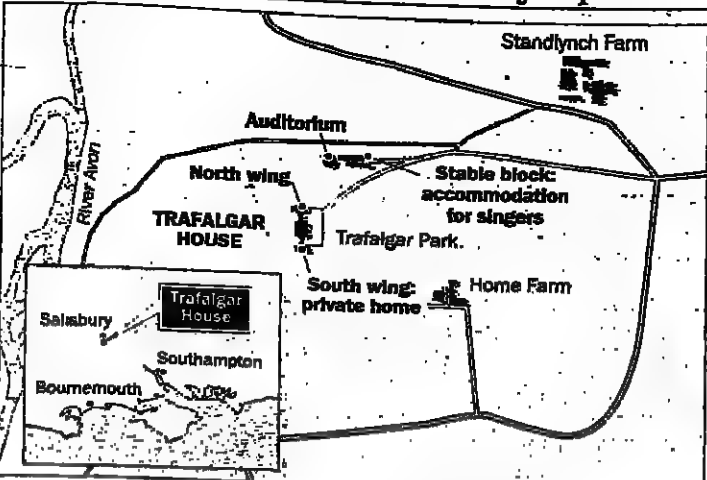 Standlynch Farm
Auditorium
River Avon
North wing
Stable block:
accommodation
for singers
TRAFALGAR
HOUSE
Trafalgar Park
South wing:
private home
Home Farm
Trafalgar
House
Salisbury
Southampton
Bournemouth